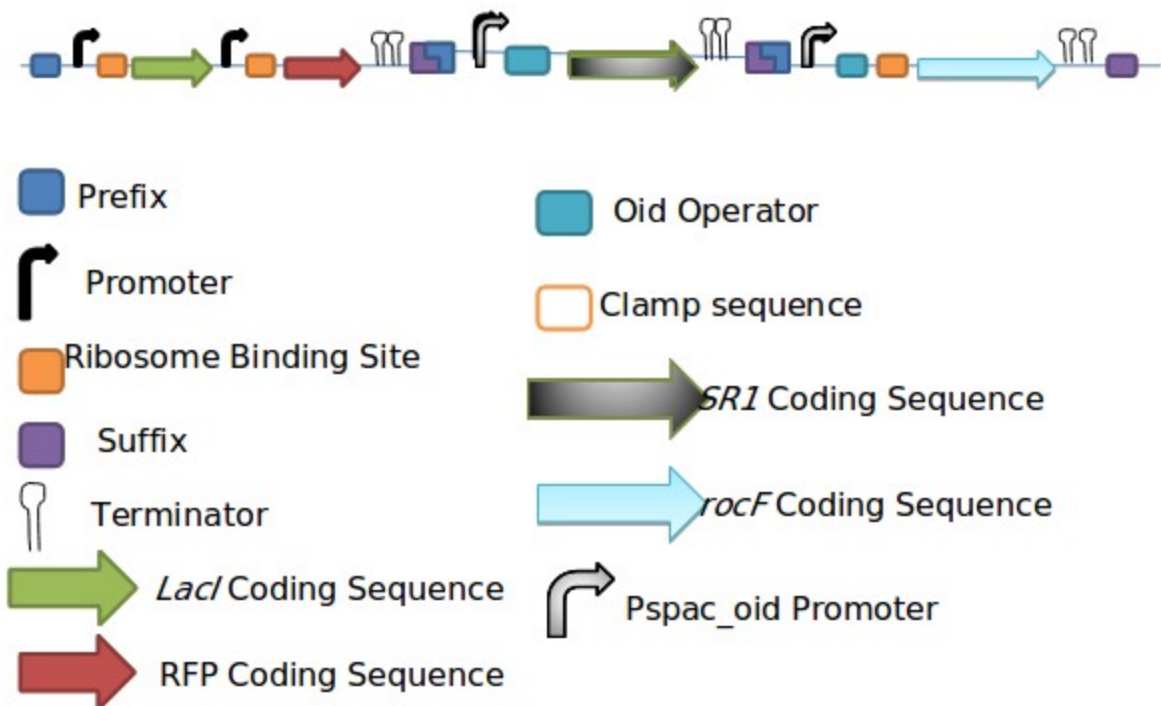 Prefix
Promoter
Ribosome Binding Site
Suffix
Terminator
LacI Coding Sequence
RFP Coding Sequence
Oid Operator
Clamp sequence
SR1 Coding Sequence
rocF Coding Sequence
Pspac_oid Promoter